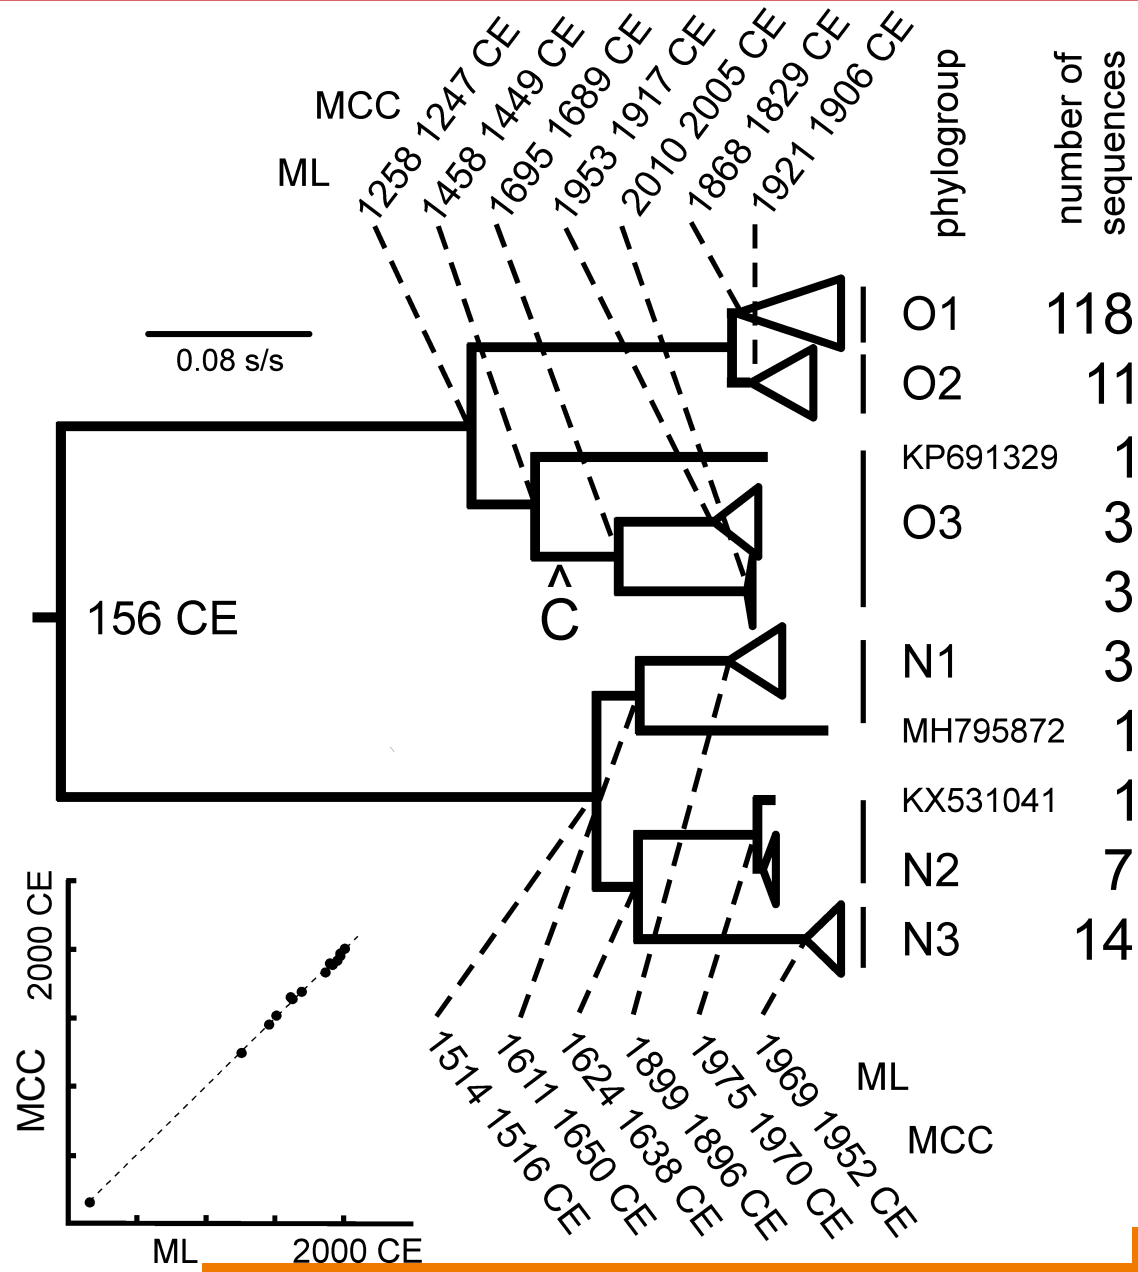 MCC
ML
1258 1247 CE
1458 1449 CE
1695 1689 CE
1953 1917 CE
2010 2005 CE
1868 1829 CE
1921 1906 CE
phylogroup
number of
sequences
0.08 s/s
O1 118
O2 11
KP691329 1
O3 3
3
156 CE
^
C
N1 3
MH795872 1
KX531041 1
N2 7
N3 14
1514 1516 CE
1611 1650 CE
1624 1638 CE
1899 1896 CE
1975 1970 CE
1969 1952 CE
ML
MCC
MCC 2000 CE
ML 2000 CE